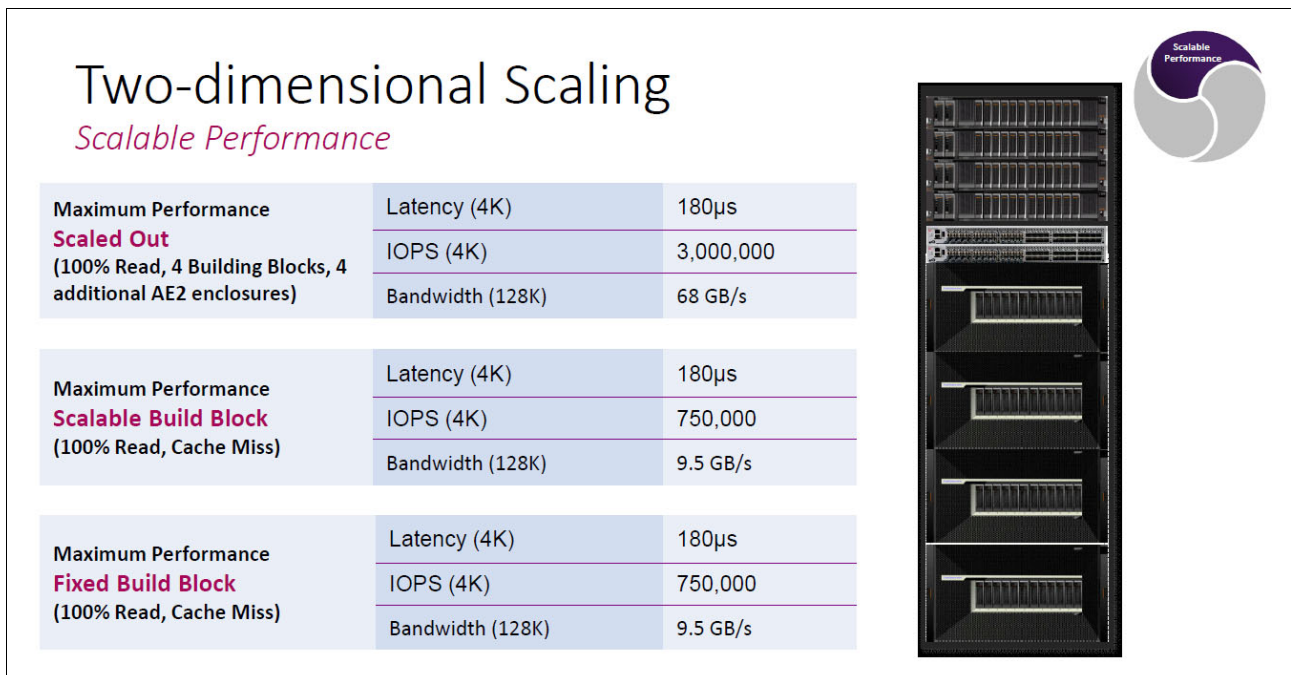 Scalable
Performance
Two-dimensional Scaling
Scalable Performance
Maximum Performance
Scaled Out
(100% Read, 4 Building Blocks, 4
additional AE2 enclosures)
Latency (4K)
180µs
IOPS (4K)
3,000,000
Bandwidth (128K)
68 GB/s
Maximum Performance
Scalable Build Block
(100% Read, Cache Miss)
Latency (4K)
180µs
IOPS (4K)
750,000
Bandwidth (128K)
9.5 GB/s
Maximum Performance
Fixed Build Block
(100% Read, Cache Miss)
Latency (4K)
180µs
IOPS (4K)
750,000
Bandwidth (128K)
9.5 GB/s